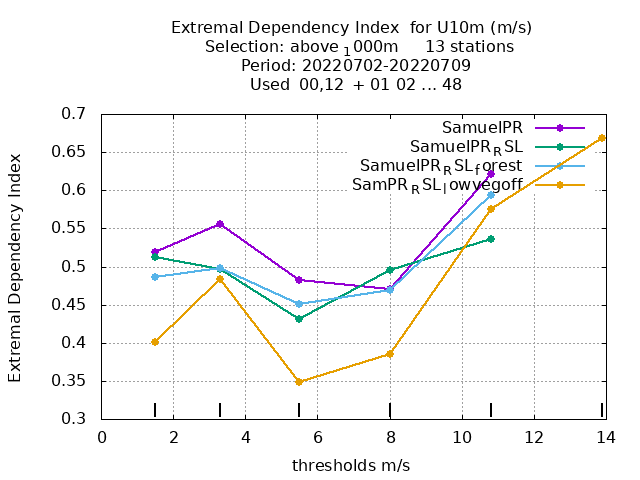 Extremal Dependency Index  for U10m (m/s)
Selection: above ₁000m     13 stations
Period: 20220702-20220709
Used  00,12  + 01 02 ... 48
Extremal Dependency Index
0.7
0.65
0.6
0.55
0.5
0.45
0.4
0.35
0.3
SamuelPR
SamuelPR_RSL
SamuelPR_RSL_forest
SamPR_RSL_lowvegoff
0 2 4 6 8 10 12 14
thresholds m/s